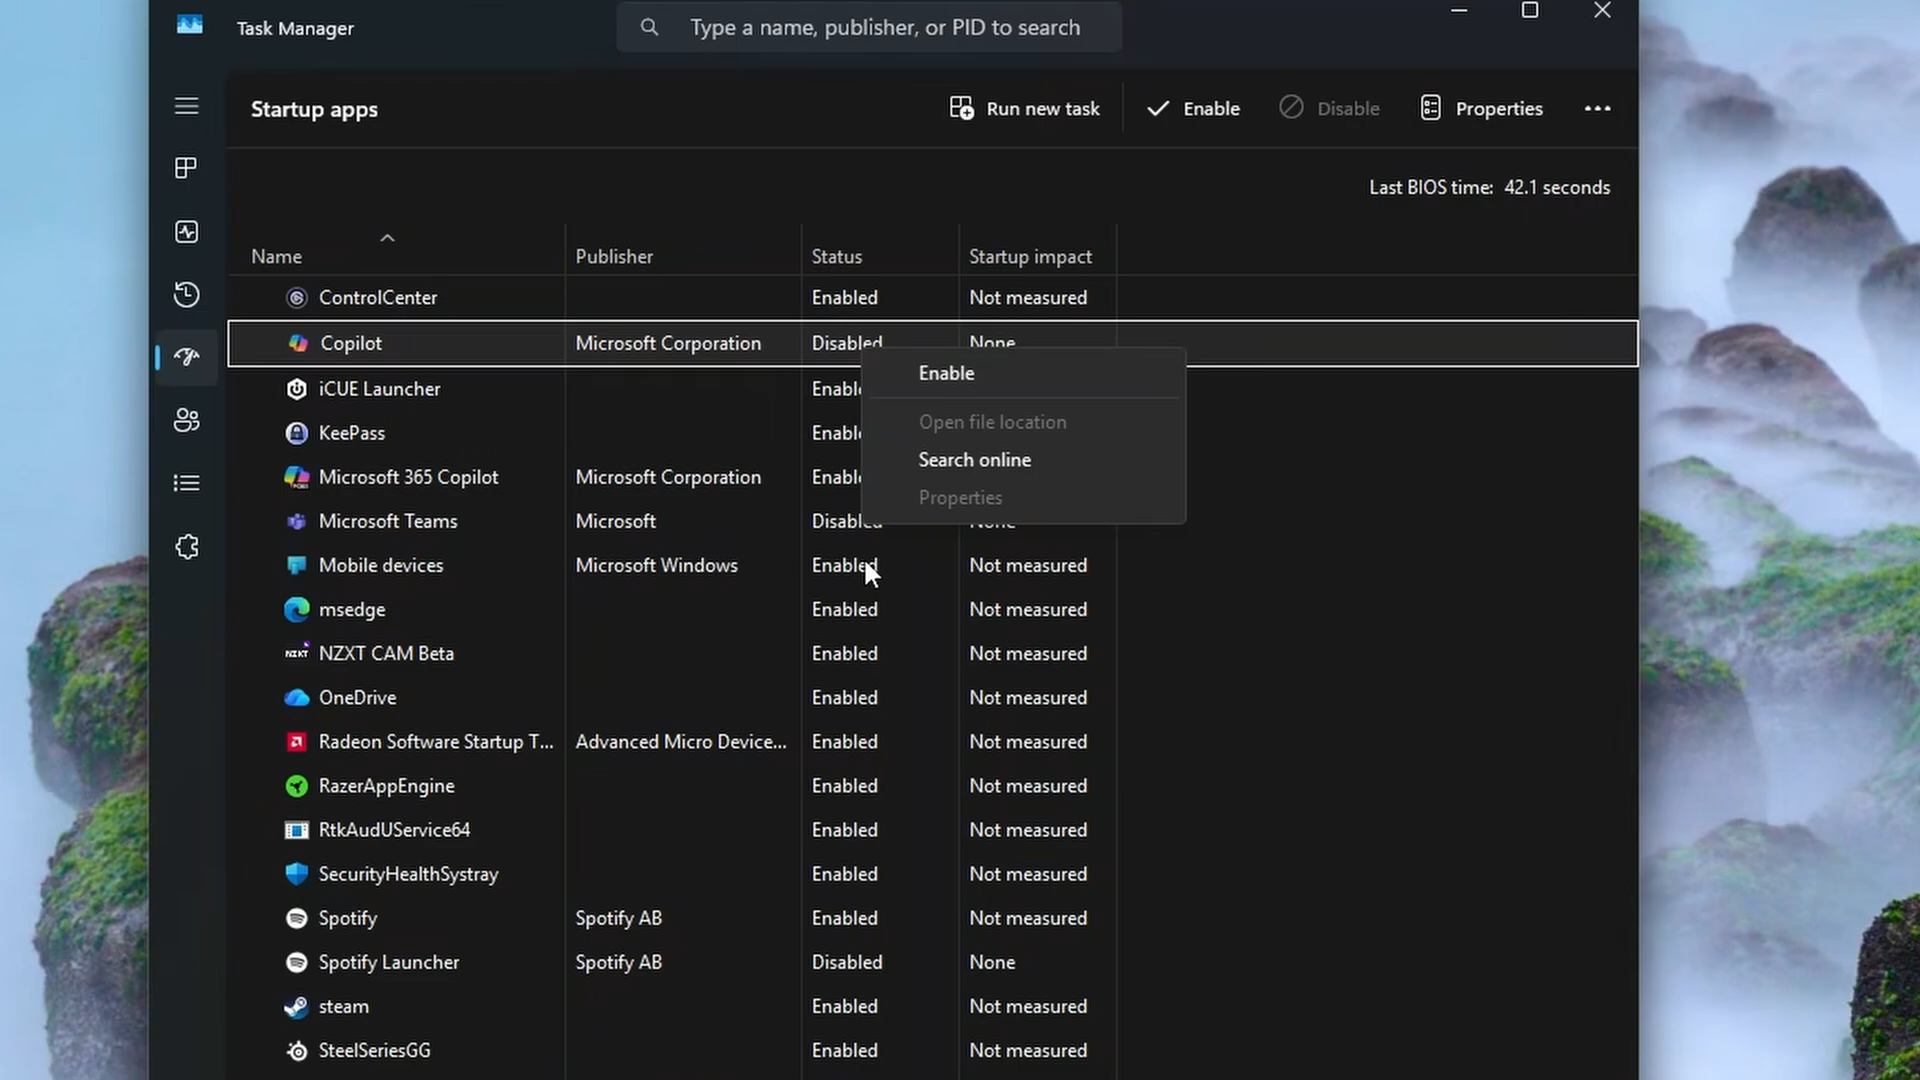 Task Manager
Type a name, publisher, or PID to search
Startup apps
Run new task
Enable
Disable
Properties
Last BIOS time: 42.1 seconds
Name Publisher Status Startup impact
ControlCenter Enabled Not measured
Copilot Microsoft Corporation Disabled None
Enable
Open file location
Search online
Properties
iCUE Launcher Enabl
KeePass Enabl
Microsoft 365 Copilot Microsoft Corporation Enabl
Microsoft Teams Microsoft Disabled None
Mobile devices Microsoft Windows Enabled Not measured
msedge Enabled Not measured
NZXT CAM Beta Enabled Not measured
OneDrive Enabled Not measured
Radeon Software Startup T... Advanced Micro Device... Enabled Not measured
RazerAppEngine Enabled Not measured
RtkAudUService64 Enabled Not measured
SecurityHealthSystray Enabled Not measured
Spotify Spotify AB Enabled Not measured
Spotify Launcher Spotify AB Disabled None
steam Enabled Not measured
SteelSeriesGG Enabled Not measured